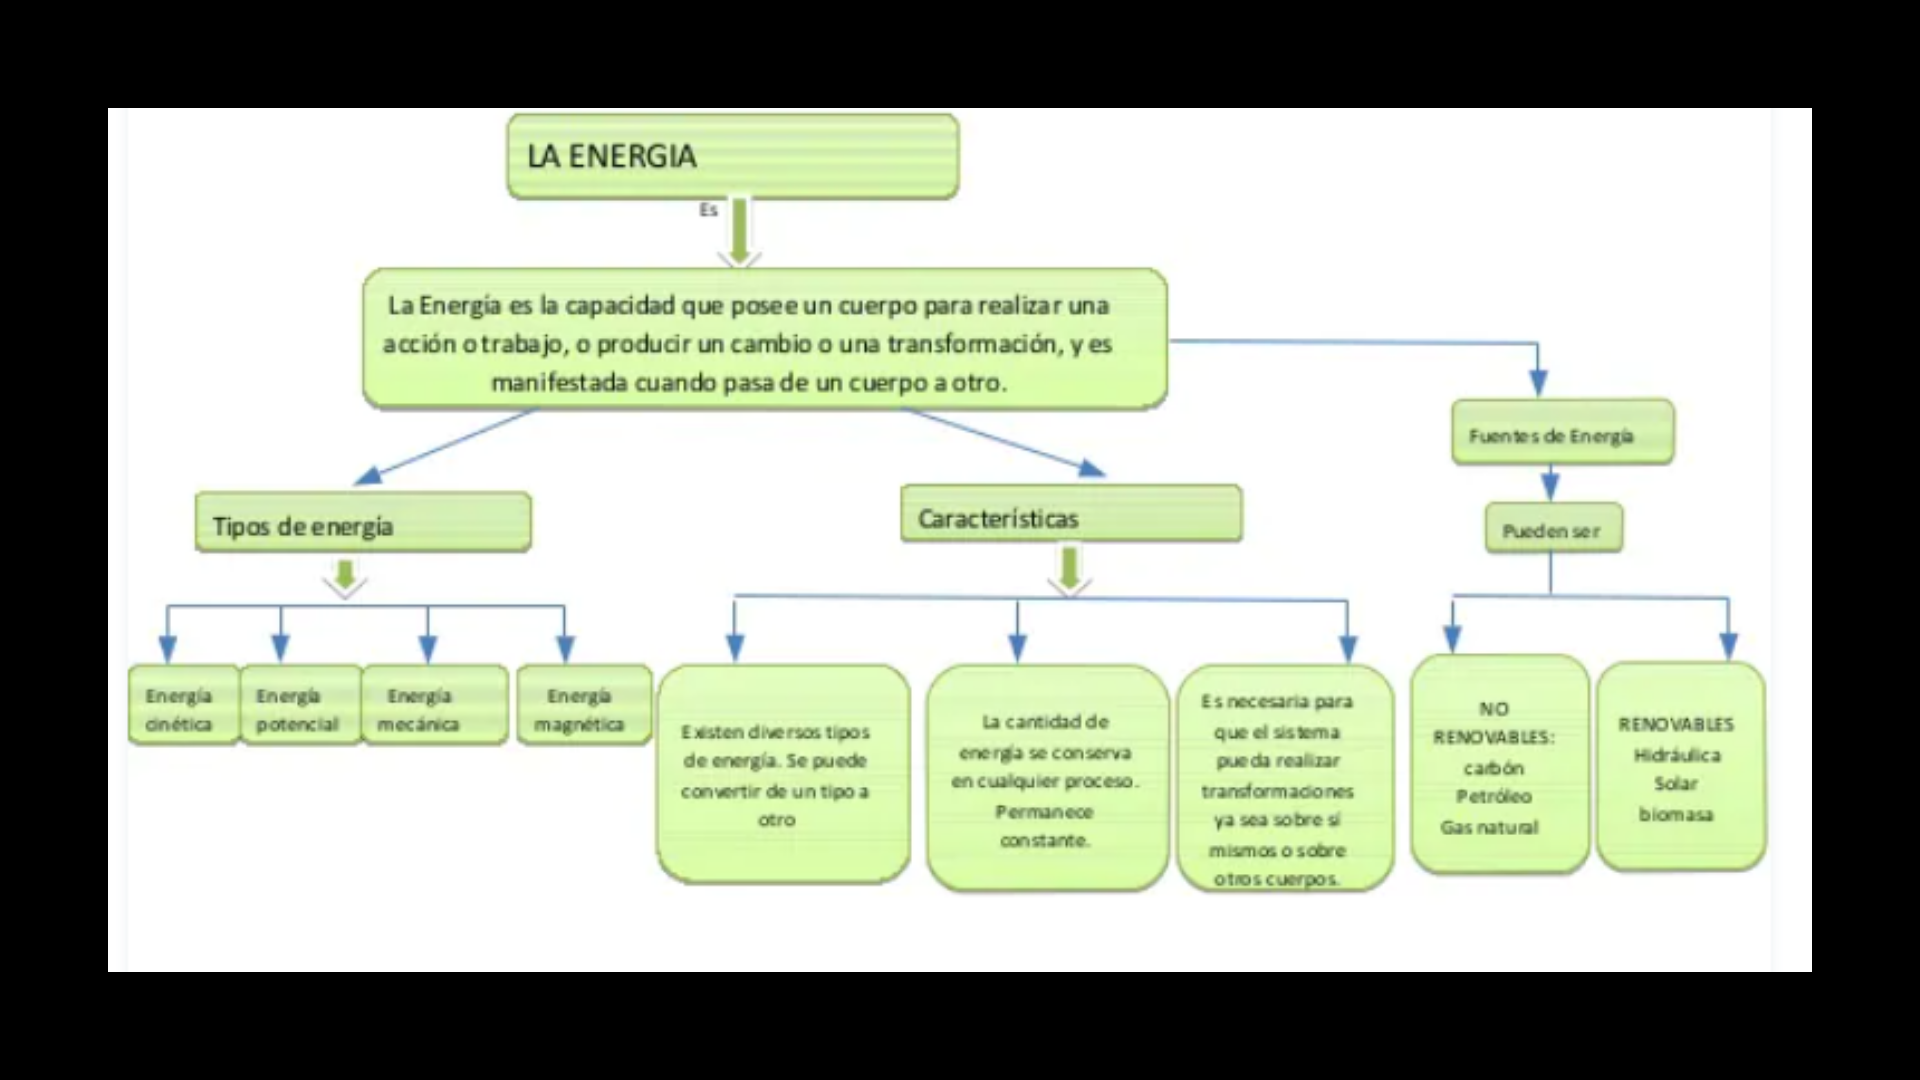 LA ENERGIA
Es
La Energía es la capacidad que posee un cuerpo para realizar una
acción o trabajo, o producir un cambio o una transformación, y es
manifestada cuando pasa de un cuerpo a otro.
Fuentes de Energía
Pueden ser
Tipos de energía
Características
Energía
cinética
Energía
potencial
Energía
mecánica
Energía
magnética
Existen diversos tipos
de energía. Se puede
convertir de un tipo a
otro
La cantidad de
energía se conserva
en cualquier proceso.
Permanece
constante.
Es necesaria para
que el sistema
pueda realizar
transformaciones
ya sea sobre sí
mismos o sobre
otros cuerpos.
NO
RENOVABLES:
carbón
Petróleo
Gas natural
RENOVABLES
Hidráulica
Solar
biomasa